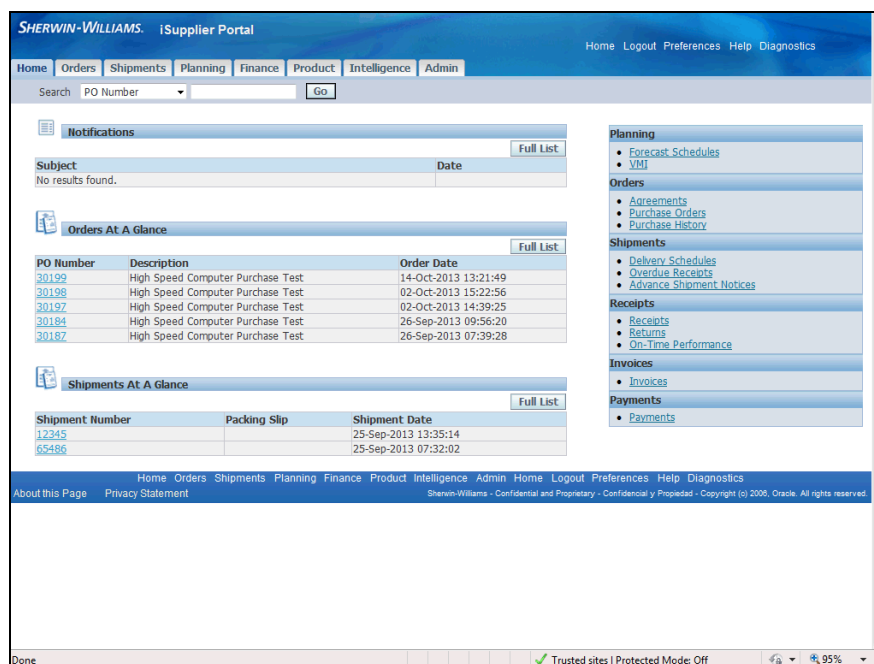 SHERWIN-WILLIAMS. iSupplier Portal
Home Logout Preferences Help Diagnostics
Home Orders Shipments Planning Finance Product Intelligence Admin
Search PO Number Go
Notifications
Full List
Subject Date
No results found.
Orders At A Glance
Full List
PO Number Description Order Date
30199 High Speed Computer Purchase Test 14-Oct-2013 13:21:49
30198 High Speed Computer Purchase Test 02-Oct-2013 15:22:56
30197 High Speed Computer Purchase Test 02-Oct-2013 14:39:25
30184 High Speed Computer Purchase Test 26-Sep-2013 09:56:20
30187 High Speed Computer Purchase Test 26-Sep-2013 07:39:28
Shipments At A Glance
Full List
Shipment Number Packing Slip Shipment Date
12345 25-Sep-2013 13:35:14
65486 25-Sep-2013 07:32:02
Planning
• Forecast Schedules
• VMI
Orders
• Agreements
• Purchase Orders
• Purchase History
Shipments
• Delivery Schedules
• Overdue Receipts
• Advance Shipment Notices
Receipts
• Receipts
• Returns
• On-Time Performance
Invoices
• Invoices
Payments
• Payments
Home Orders Shipments Planning Finance Product Intelligence Admin Home Logout Preferences Help Diagnostics
About this Page Privacy Statement Sherwin-Williams - Confidential and Proprietary - Confidencial y Propiedad - Copyright (c) 2006, Oracle. All rights reserved.
Done Trusted sites | Protected Mode: Off 95%